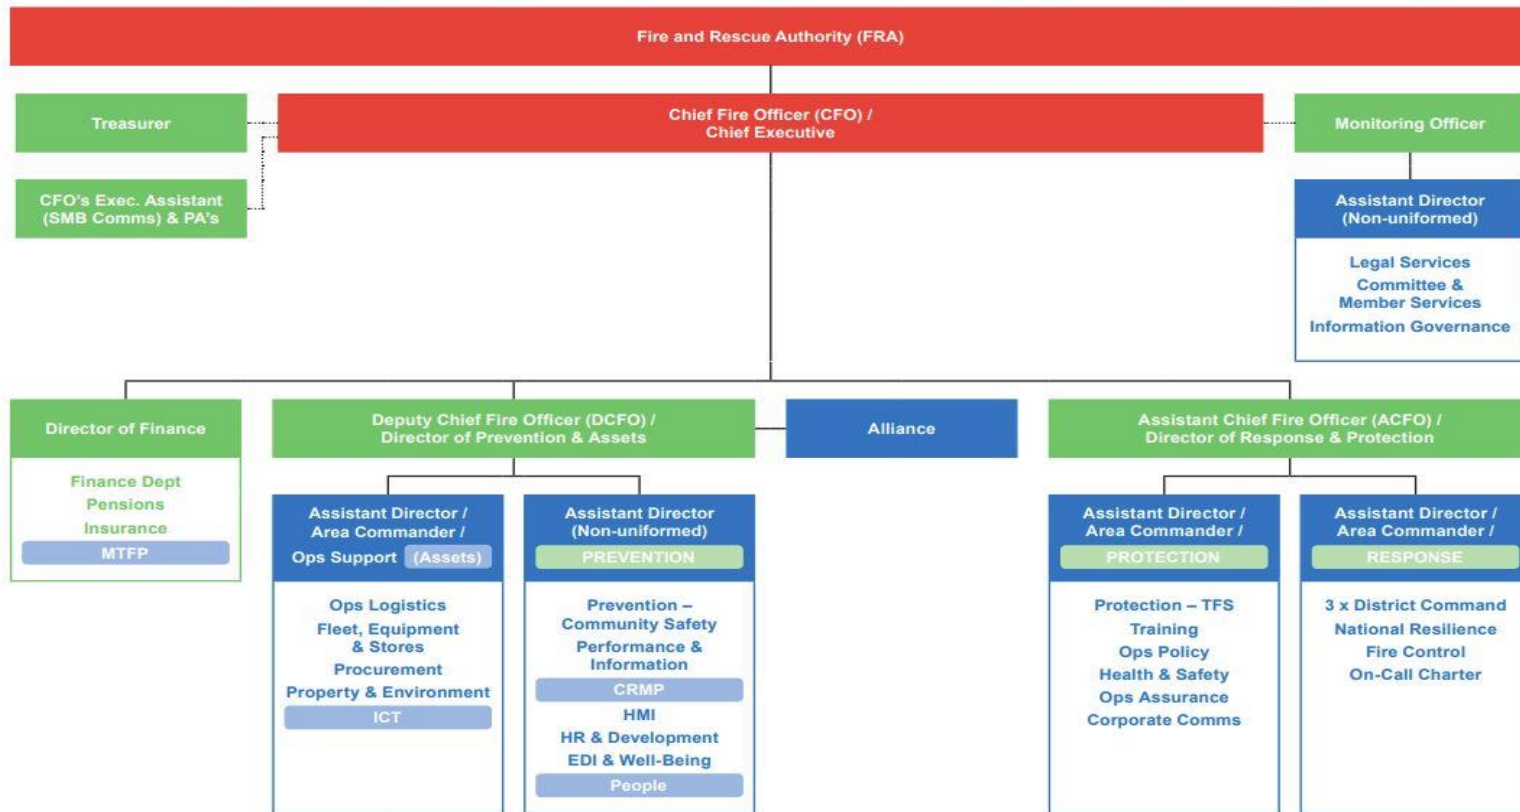 Fire and Rescue Authority (FRA)
Treasurer
Chief Fire Officer (CFO) /
Chief Executive
Monitoring Officer
CFO's Exec. Assistant
(SMB Comms) & PA's
Assistant Director
(Non-uniformed)
Legal Services
Committee &
Member Services
Information Governance
Director of Finance
Finance Dept
Pensions
Insurance
MTFP
Deputy Chief Fire Officer (DCFO) /
Director of Prevention & Assets
Alliance
Assistant Chief Fire Officer (ACFO) /
Director of Response & Protection
Assistant Director /
Area Commander /
Ops Support (Assets)
Ops Logistics
Fleet, Equipment
& Stores
Procurement
Property & Environment
ICT
Assistant Director
(Non-uniformed)
PREVENTION
Prevention –
Community Safety
Performance &
Information
CRMP
HMI
HR & Development
EDI & Well-Being
People
Assistant Director /
Area Commander /
PROTECTION
Protection – TFS
Training
Ops Policy
Health & Safety
Ops Assurance
Corporate Comms
Assistant Director /
Area Commander /
RESPONSE
3 x District Command
National Resilience
Fire Control
On-Call Charter